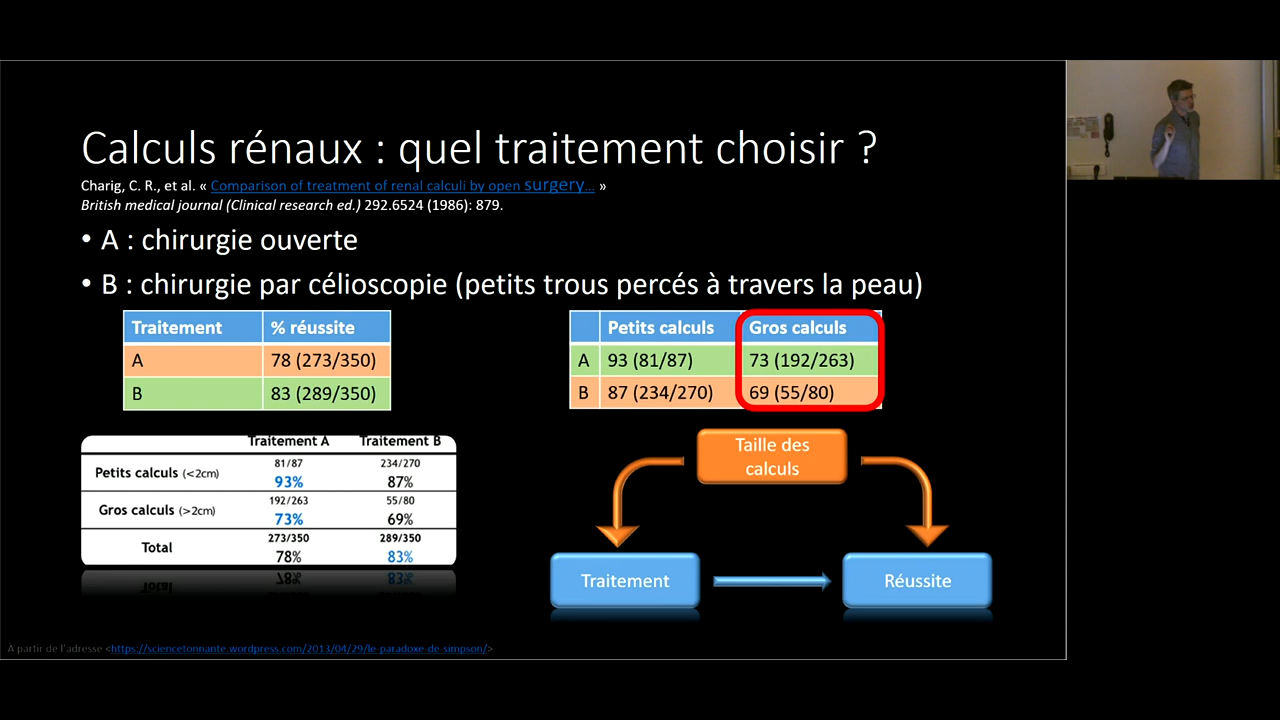 Calculs rénaux : quel traitement choisir ?
Charig, C. R., et al. « Comparison of treatment of renal calculi by open surgery... »
British medical journal (Clinical research ed.) 292.6524 (1986): 879.
• A : chirurgie ouverte
• B : chirurgie par célioscopie (petits trous percés à travers la peau)
Traitement % réussite
A 78 (273/350)
B 83 (289/350)
Petits calculs Gros calculs
A 93 (81/87) 73 (192/263)
B 87 (234/270) 69 (55/80)
Traitement A Traitement B
81/87 234/270
Petits calculs (<2cm) 93% 87%
192/263 55/80
Gros calculs (>2cm) 73% 69%
273/350 289/350
Total 78% 83%
Taille des
calculs
Traitement
Réussite
À partir de l'adresse <https://sciencetonnante.wordpress.com/2013/04/29/le-paradoxe-de-simpson/>